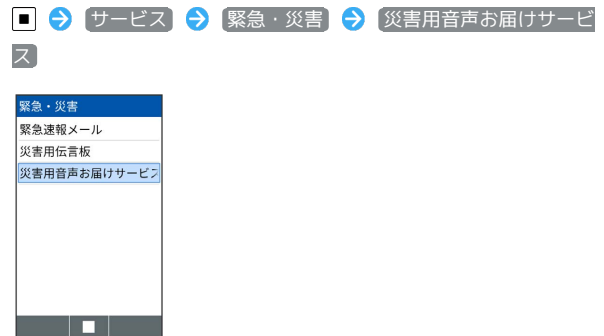 サービス 緊急・災害 災害用音声お届けサービ
ス
緊急・災害
緊急速報メール
災害用伝言板
災害用音声お届けサービス